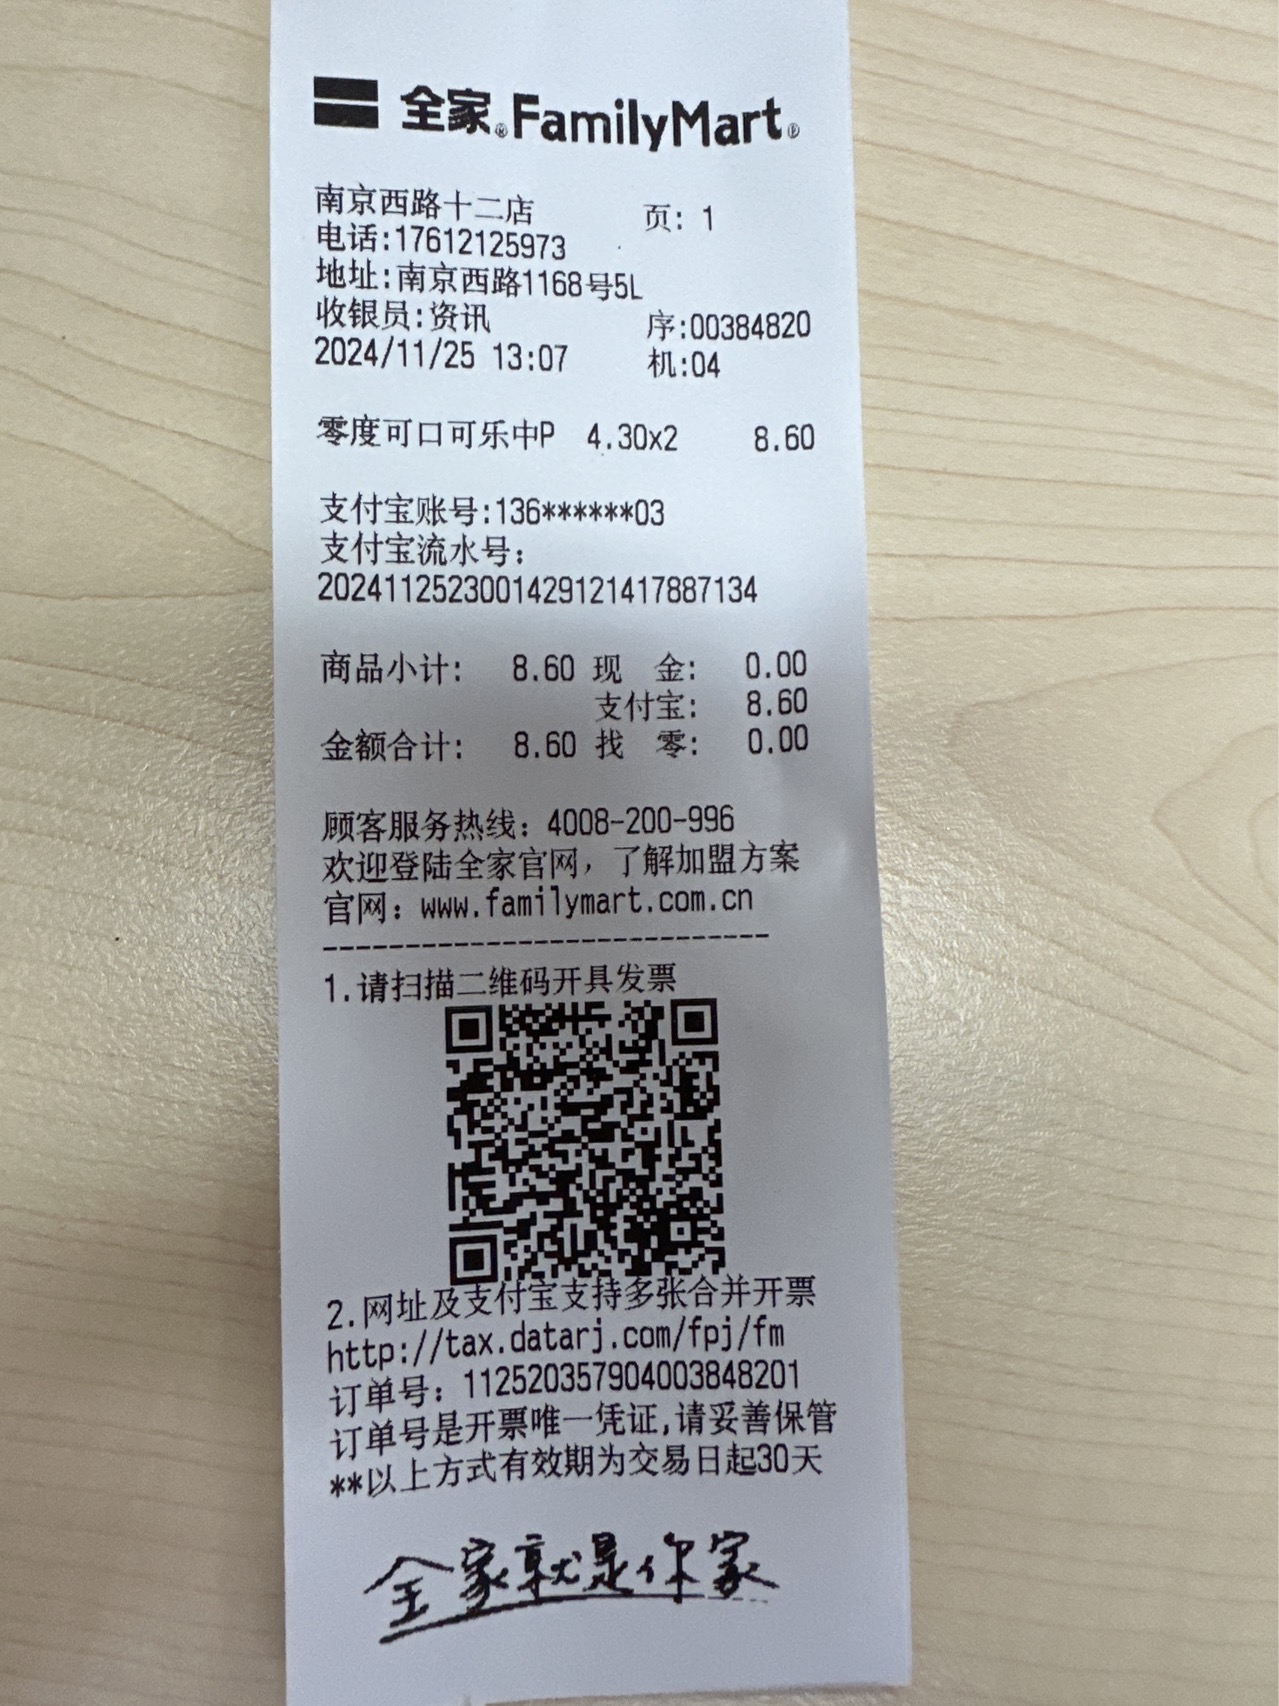 全家®FamilyMart®
南京西路十二店 页: 1
电话:17612125973
地址:南京西路1168号5L
收银员:资讯 序:00384820
2024/11/25 13:07 机:04
零度可口可乐中P 4.30x2 8.60
支付宝账号:136******03
支付宝流水号:
2024112523001429121417887134
商品小计: 8.60 现 金: 0.00
支付宝: 8.60
金额合计: 8.60 找 零: 0.00
顾客服务热线: 4008-200-996
欢迎登陆全家官网, 了解加盟方案
官网: www.familymart.com.cn
----------------------------
1.请扫描二维码开具发票
2.网址及支付宝支持多张合并开票
http://tax.datarj.com/fpj/fm
订单号: 112520357904003848201
订单号是开票唯一凭证,请妥善保管
**以上方式有效期为交易日起30天
全家就是你家